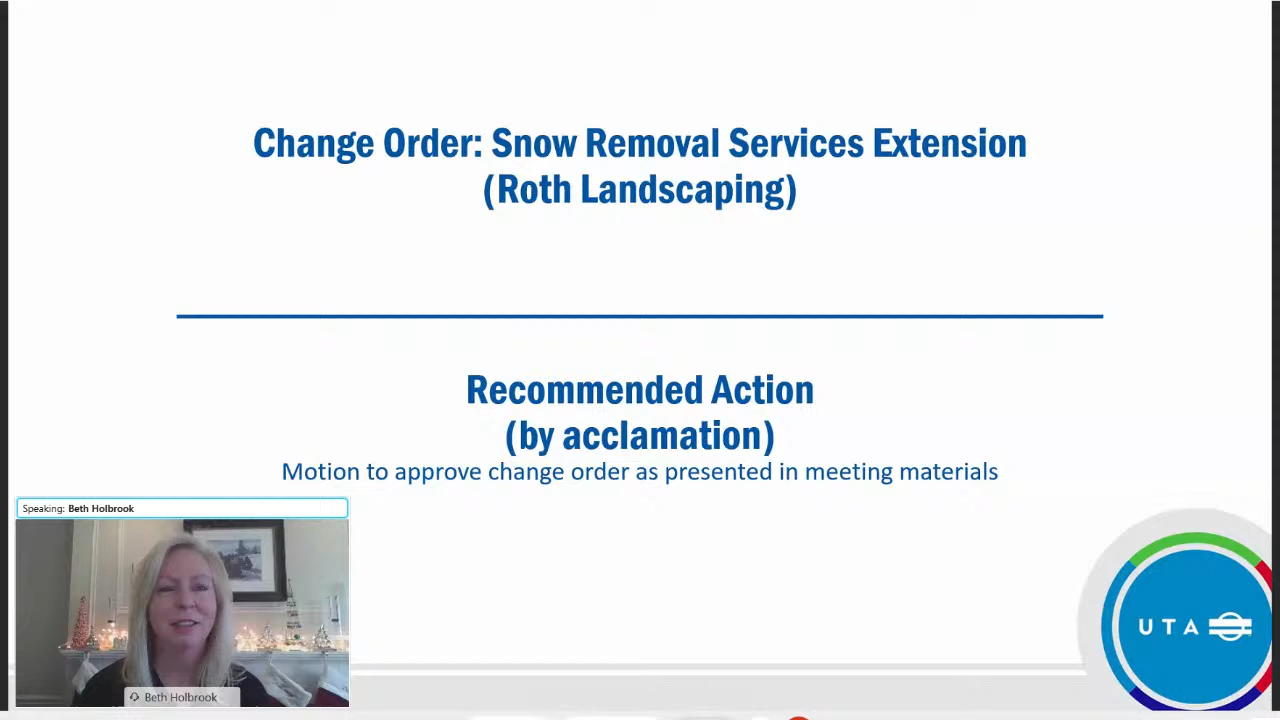 Change Order: Snow Removal Services Extension
(Roth Landscaping)
Recommended Action
(by acclamation)
Motion to approve change order as presented in meeting materials
Speaking: Beth Holbrook
Beth Holbrook
UTA